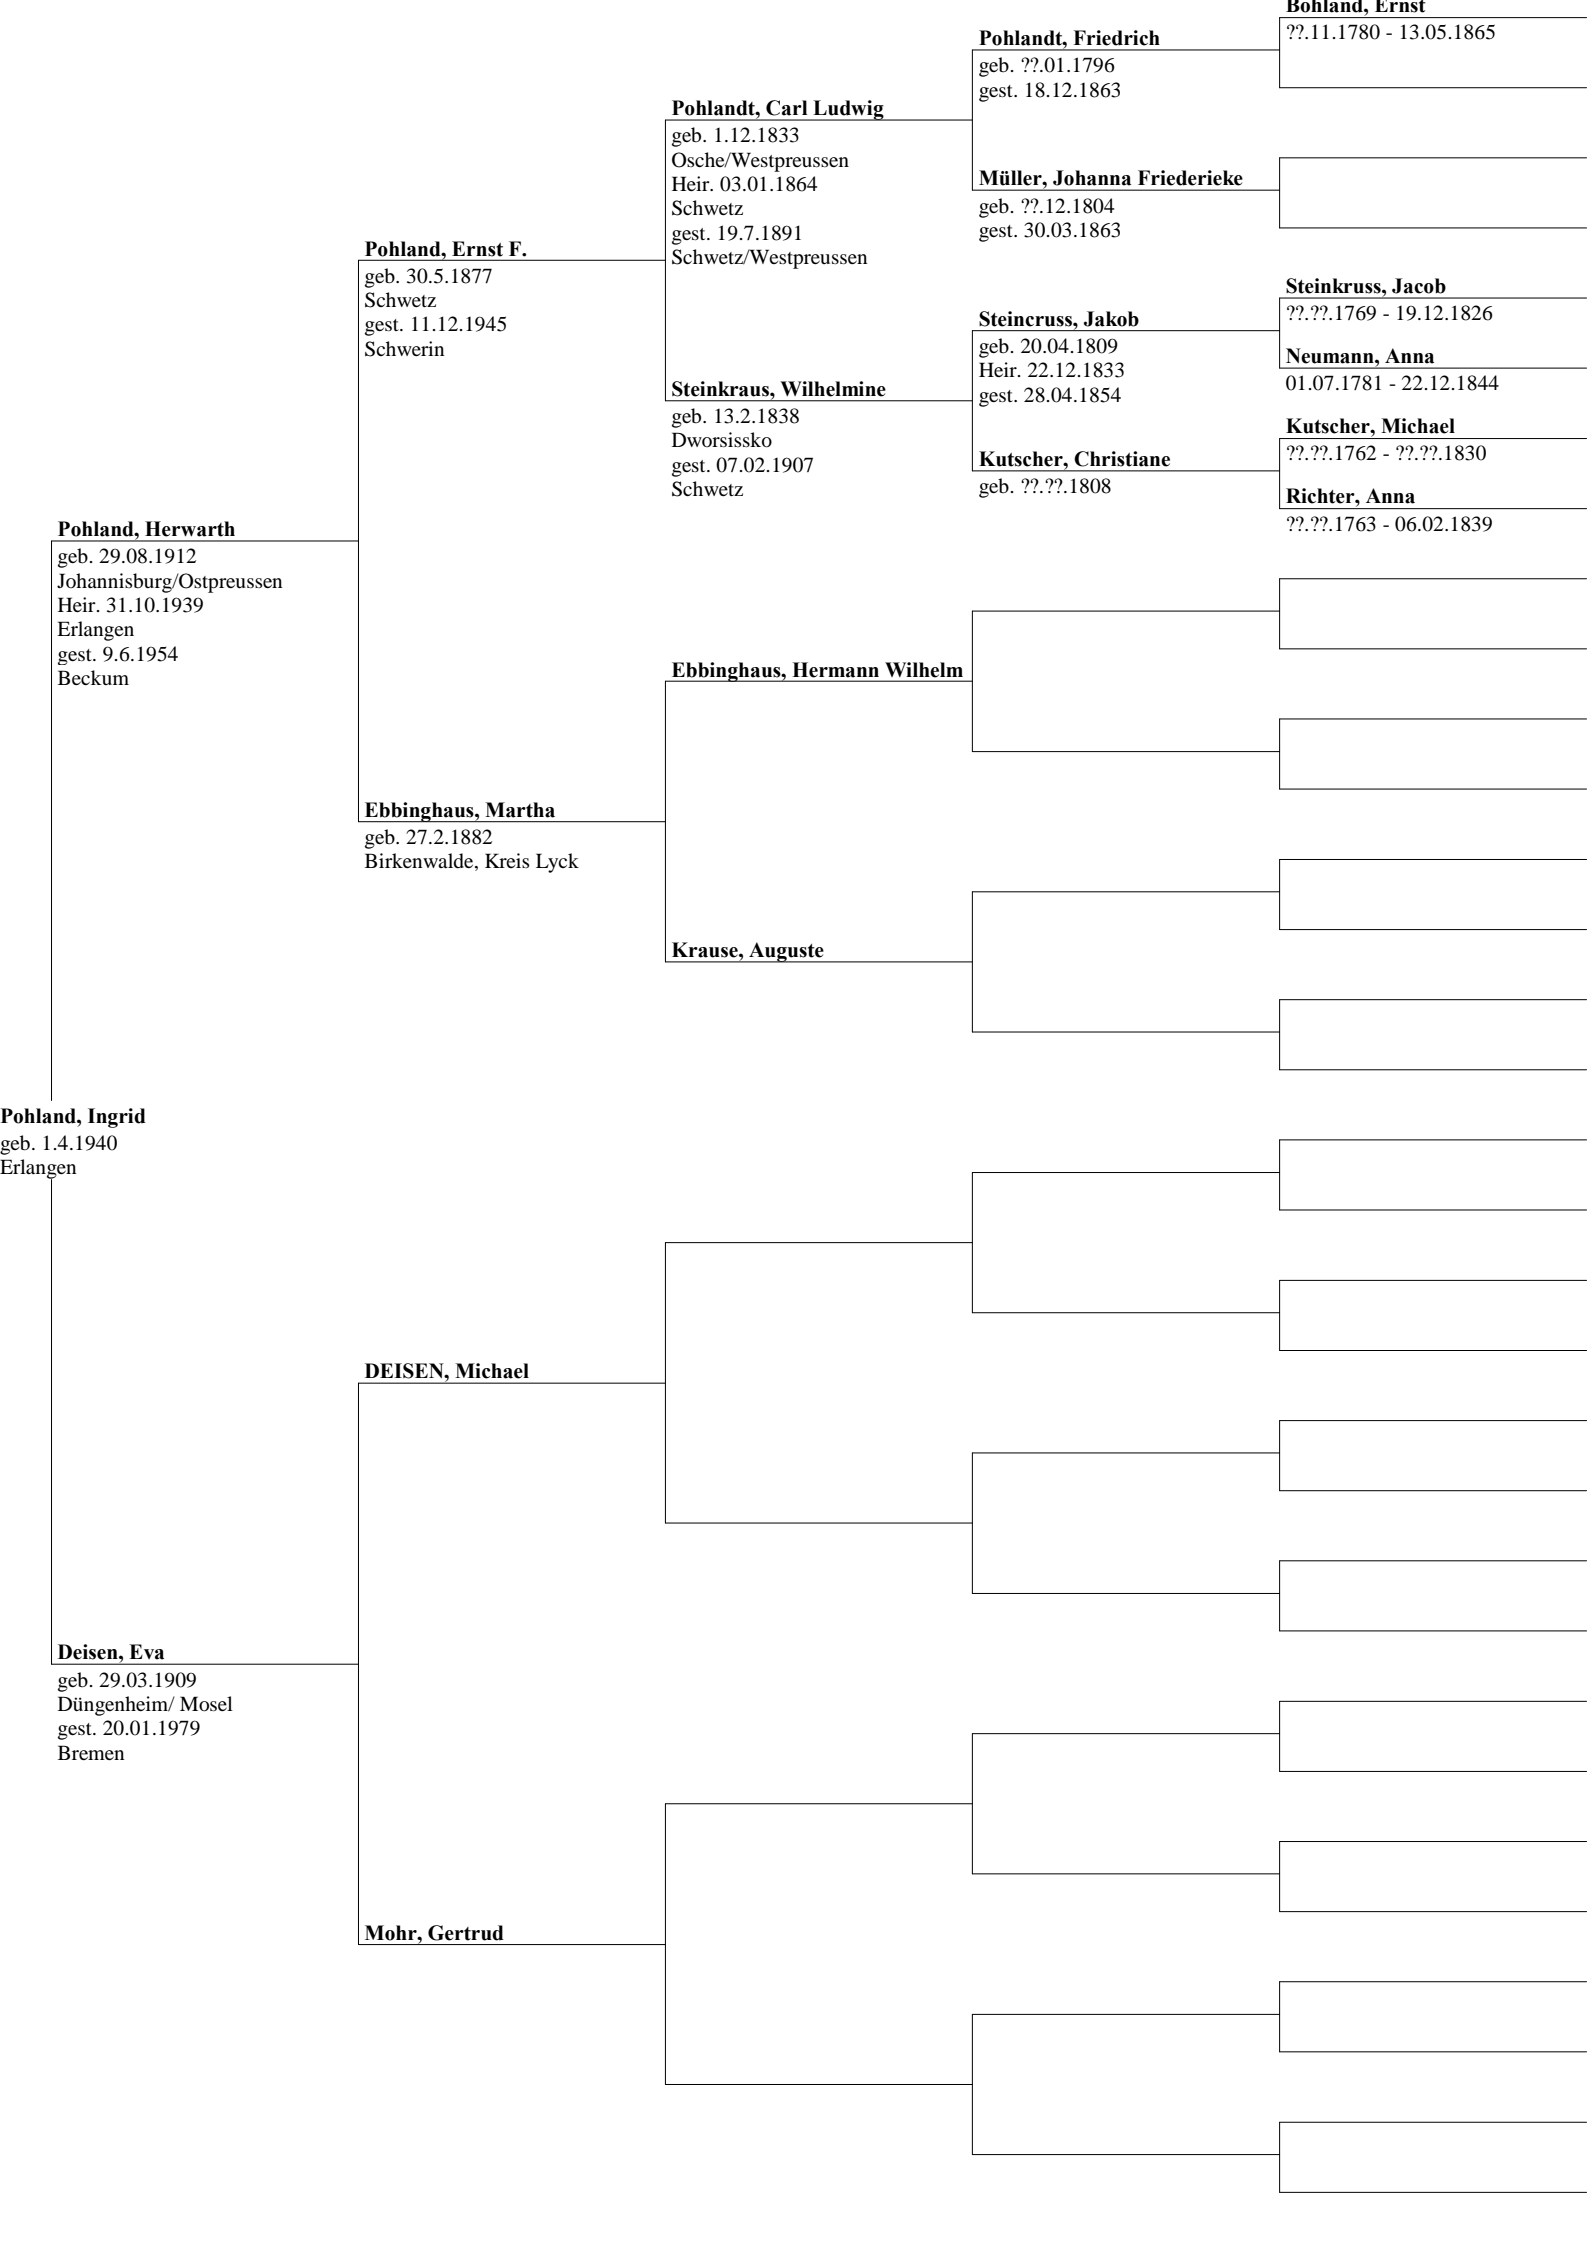 Bohland, Ernst
??.11.1780 - 13.05.1865
Pohlandt, Friedrich
geb. ??.01.1796
gest. 18.12.1863
Pohlandt, Carl Ludwig
geb. 1.12.1833
Osche/Westpreussen
Heir. 03.01.1864
Schwetz
gest. 19.7.1891
Schwetz/Westpreussen
Müller, Johanna Friederieke
geb. ??.12.1804
gest. 30.03.1863
Pohland, Ernst F.
geb. 30.5.1877
Schwetz
gest. 11.12.1945
Schwerin
Steinkruss, Jacob
??.??.1769 - 19.12.1826
Steincruss, Jakob
geb. 20.04.1809
Heir. 22.12.1833
gest. 28.04.1854
Neumann, Anna
01.07.1781 - 22.12.1844
Steinkraus, Wilhelmine
geb. 13.2.1838
Dworsissko
gest. 07.02.1907
Schwetz
Kutscher, Michael
??.??.1762 - ??.??.1830
Kutscher, Christiane
geb. ??.??.1808
Richter, Anna
??.??.1763 - 06.02.1839
Pohland, Herwarth
geb. 29.08.1912
Johannisburg/Ostpreussen
Heir. 31.10.1939
Erlangen
gest. 9.6.1954
Beckum
Ebbinghaus, Hermann Wilhelm
Ebbinghaus, Martha
geb. 27.2.1882
Birkenwalde, Kreis Lyck
Krause, Auguste
Pohland, Ingrid
geb. 1.4.1940
Erlangen
DEISEN, Michael
Deisen, Eva
geb. 29.03.1909
Düngenheim/ Mosel
gest. 20.01.1979
Bremen
Mohr, Gertrud